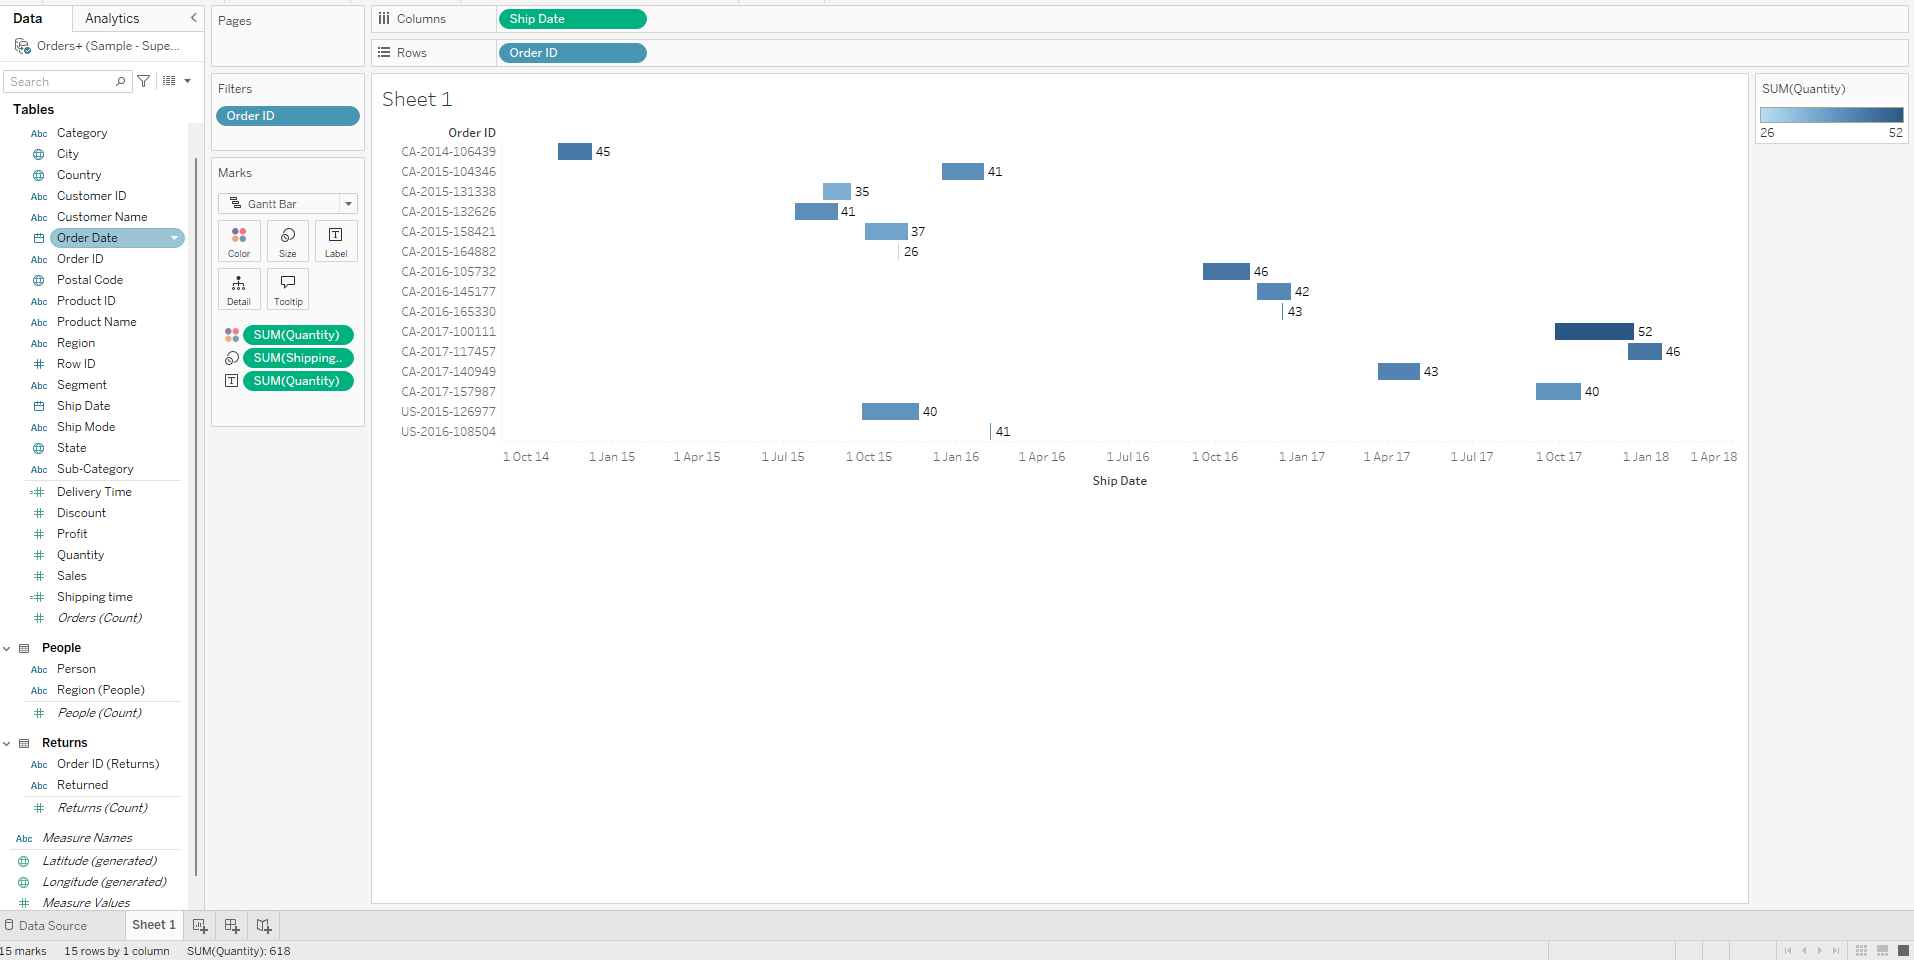 Data
Analytics
Orders+ (Sample - Supe...
Search
Tables
Abc Category
City
Country
Abc Customer ID
Abc Customer Name
Order Date
Abc Order ID
Postal Code
Abc Product ID
Abc Product Name
Abc Region
# Row ID
Abc Segment
Ship Date
Abc Ship Mode
State
Abc Sub-Category
=# Delivery Time
# Discount
# Profit
# Quantity
# Sales
=# Shipping time
# Orders (Count)
People
Abc Person
Abc Region (People)
# People (Count)
Returns
Abc Order ID (Returns)
Abc Returned
# Returns (Count)
Abc Measure Names
Latitude (generated)
Longitude (generated)
# Measure Values
Pages
Filters
Order ID
Marks
Gantt Bar
Color
Size
Label
Detail
Tooltip
SUM(Quantity)
SUM(Shipping..
SUM(Quantity)
Columns
Ship Date
Rows
Order ID
Sheet 1
Order ID
CA-2014-106439 45
CA-2015-104346 41
CA-2015-131338 35
CA-2015-132626 41
CA-2015-158421 37
CA-2015-164882 26
CA-2016-105732 46
CA-2016-145177 42
CA-2016-165330 43
CA-2017-100111 52
CA-2017-117457 46
CA-2017-140949 43
CA-2017-157987 40
US-2015-126977 40
US-2016-108504 41
1 Oct 14 1 Jan 15 1 Apr 15 1 Jul 15 1 Oct 15 1 Jan 16 1 Apr 16 1 Jul 16 1 Oct 16 1 Jan 17 1 Apr 17 1 Jul 17 1 Oct 17 1 Jan 18 1 Apr 18
Ship Date
SUM(Quantity)
26 52
Data Source
Sheet 1
15 marks 15 rows by 1 column SUM(Quantity): 618